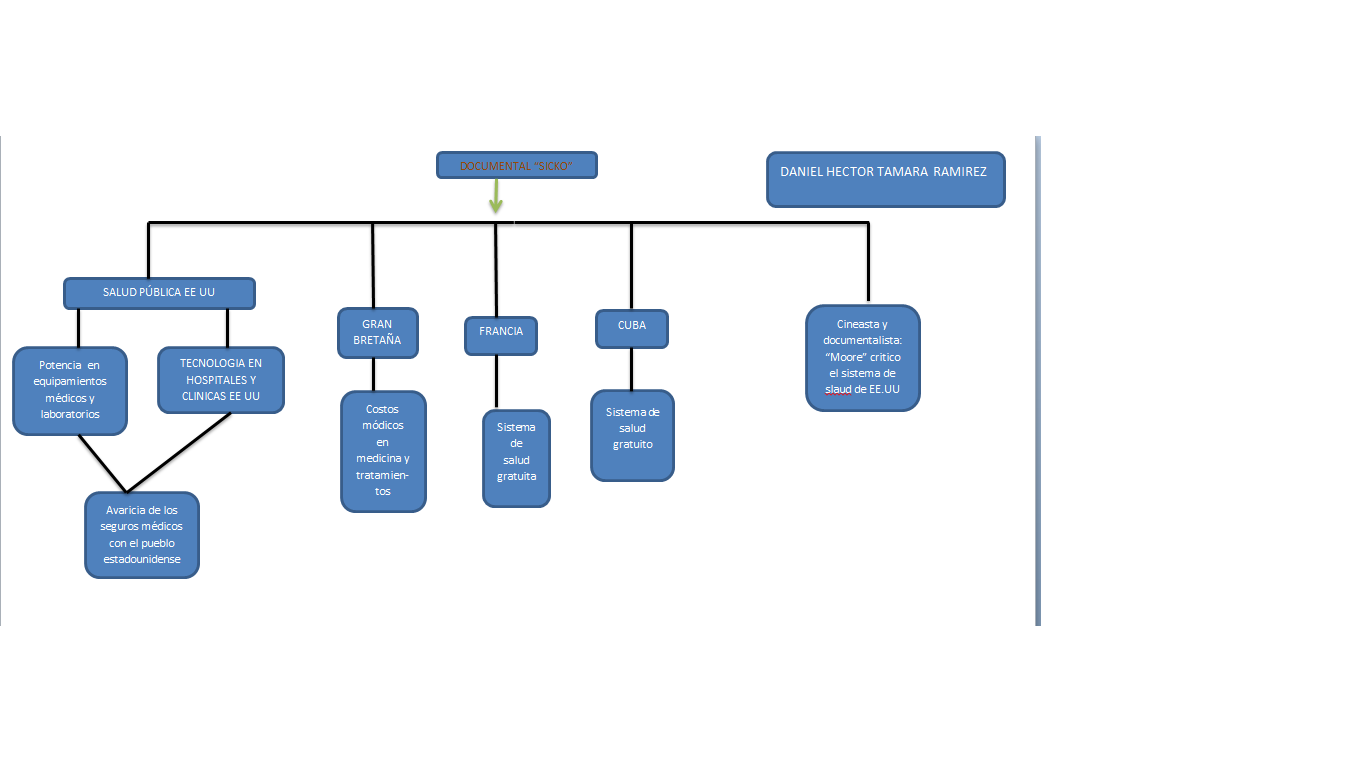 DOCUMENTAL “SICKO”
DANIEL HECTOR TAMARA RAMIREZ
SALUD PÚBLICA EE UU
Potencia en
equipamientos
médicos y
laboratorios
TECNOLOGIA EN
HOSPITALES Y
CLINICAS EE UU
Avaricia de los
seguros médicos
con el pueblo
estadounidense
GRAN
BRETAÑA
Costos
módicos
en
medicina y
tratamien-
tos
FRANCIA
Sistema
de
salud
gratuita
CUBA
Sistema de
salud
gratuito
Cineasta y
documentalista:
“Moore” critico
el sistema de
slaud de EE.UU